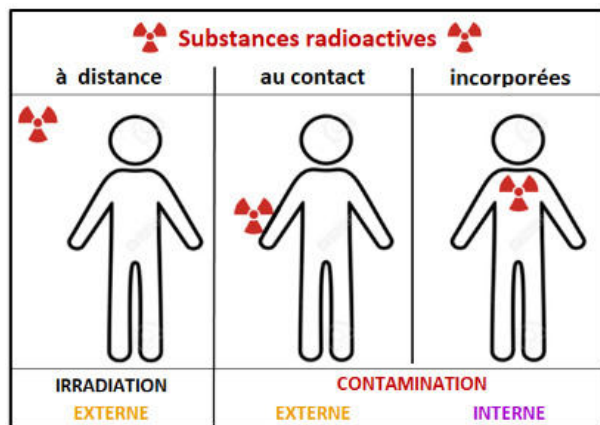 Substances radioactives
à distance
au contact
incorporées
IRRADIATION
CONTAMINATION
EXTERNE
EXTERNE
INTERNE